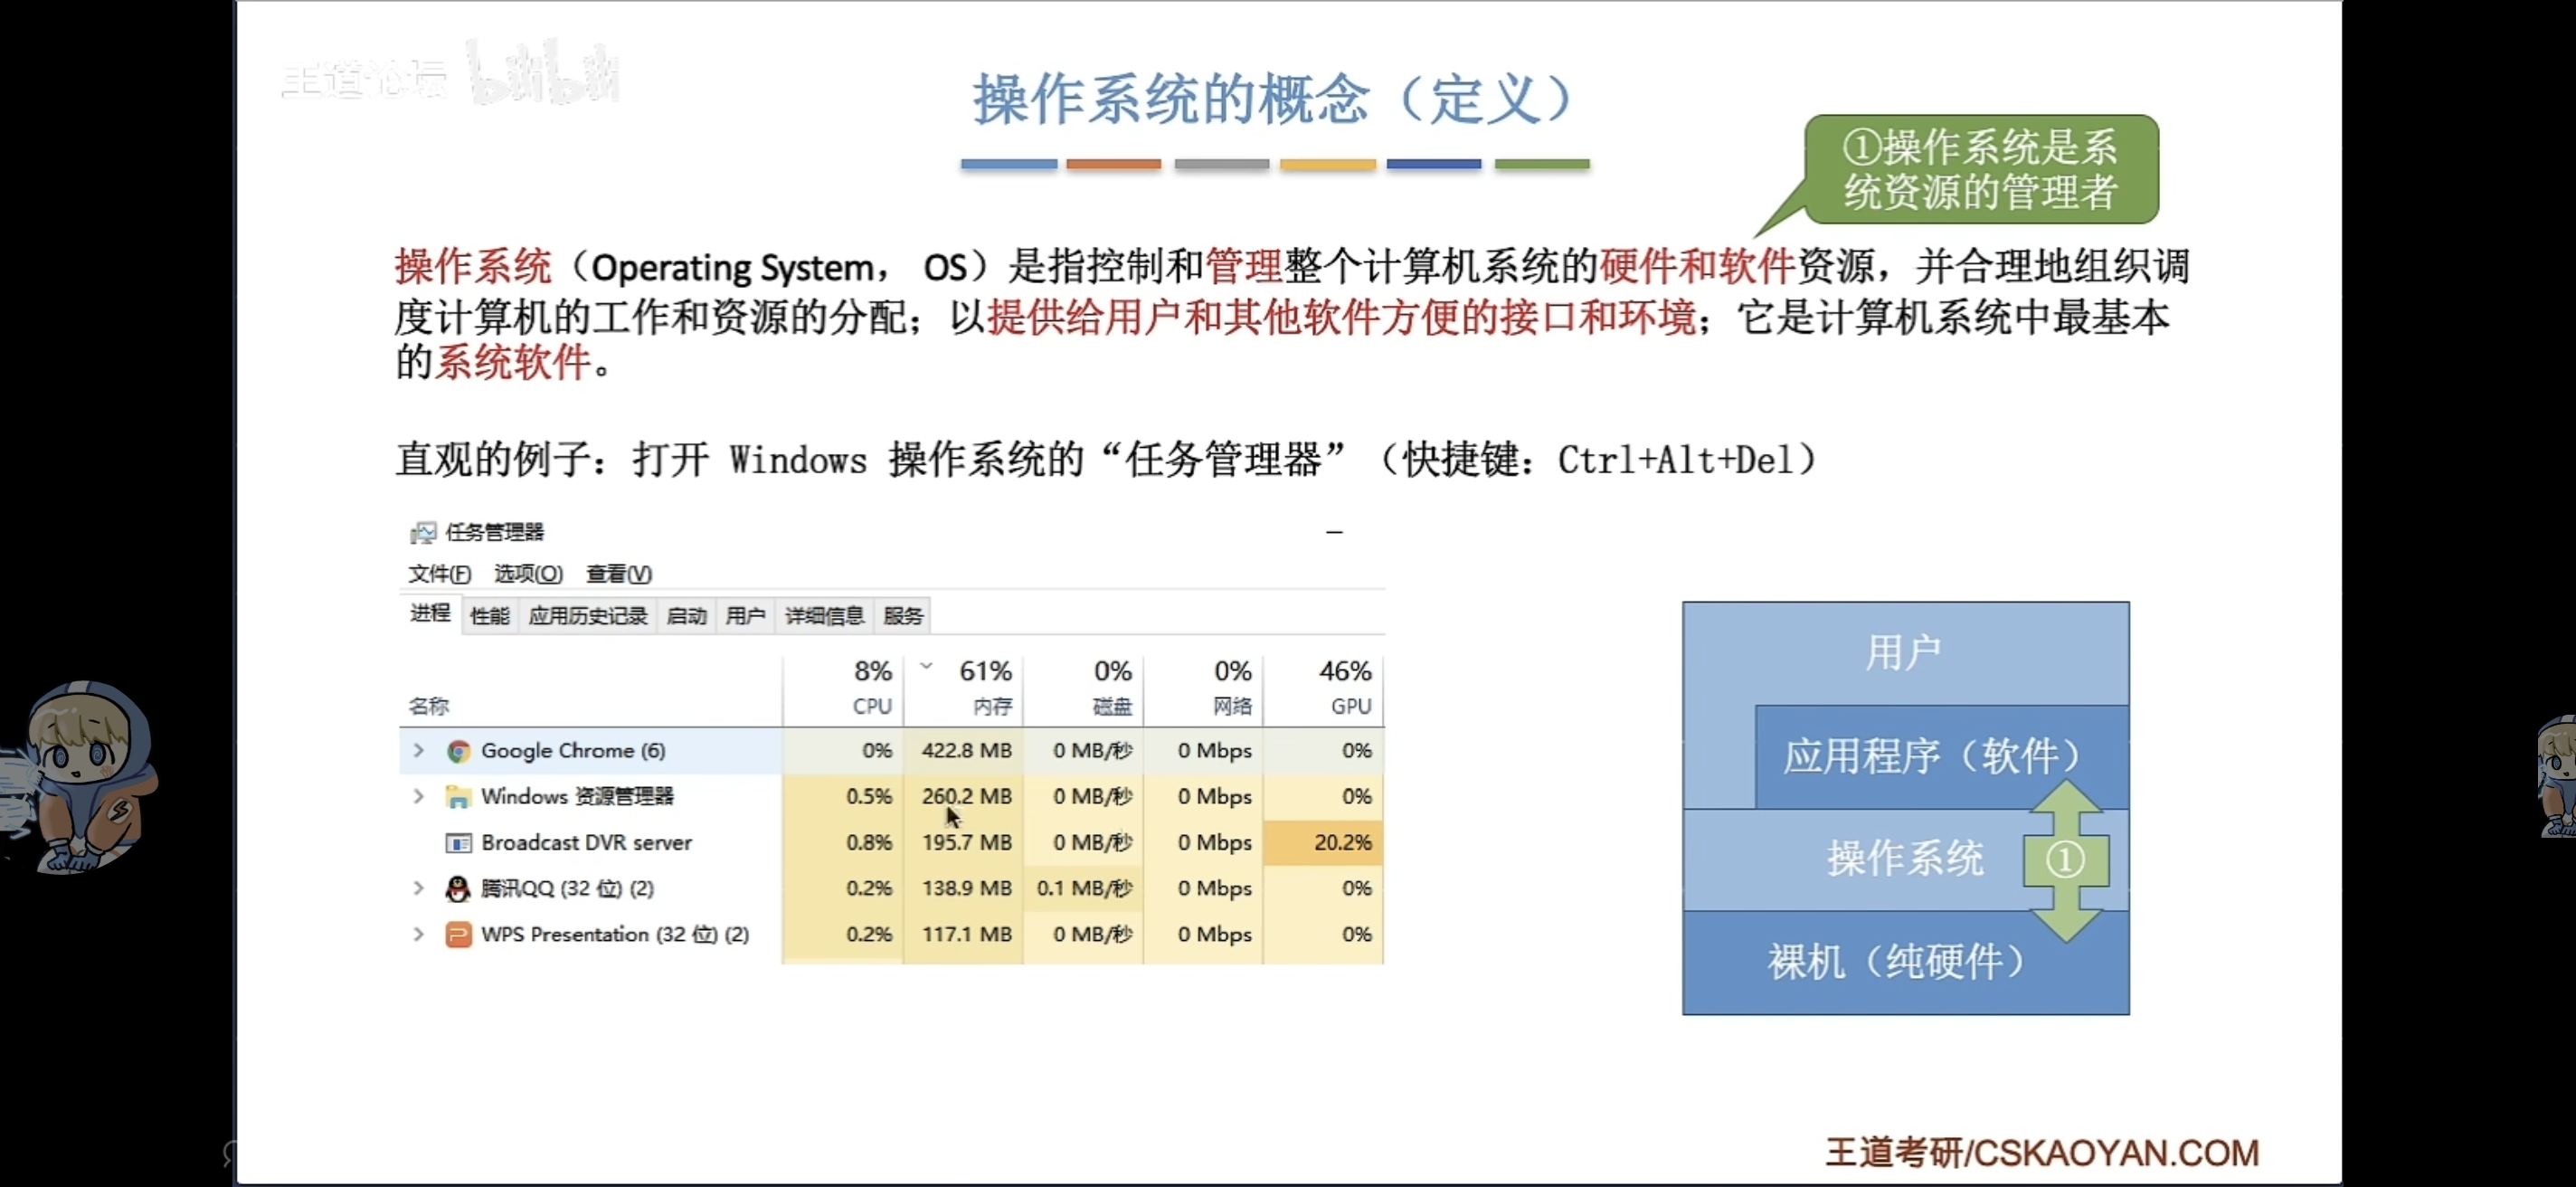 王道论坛 bilibili
操作系统的概念（定义）
①操作系统是系
统资源的管理者
操作系统（Operating System， OS）是指控制和管理整个计算机系统的硬件和软件资源，并合理地组织调
度计算机的工作和资源的分配；以提供给用户和其他软件方便的接口和环境；它是计算机系统中最基本
的系统软件。
直观的例子：打开 Windows 操作系统的“任务管理器”（快捷键：Ctrl+Alt+Del）
任务管理器
文件(F) 选项(O) 查看(V)
进程 性能 应用历史记录 启动 用户 详细信息 服务
8% 61% 0% 0% 46%
名称 CPU 内存 磁盘 网络 GPU
Google Chrome (6) 0% 422.8 MB 0 MB/秒 0 Mbps 0%
Windows 资源管理器 0.5% 260.2 MB 0 MB/秒 0 Mbps 0%
Broadcast DVR server 0.8% 195.7 MB 0 MB/秒 0 Mbps 20.2%
腾讯QQ (32 位) (2) 0.2% 138.9 MB 0.1 MB/秒 0 Mbps 0%
WPS Presentation (32 位) (2) 0.2% 117.1 MB 0 MB/秒 0 Mbps 0%
用户
应用程序（软件）
操作系统 ①
裸机（纯硬件）
王道考研/CSKAOYAN.COM